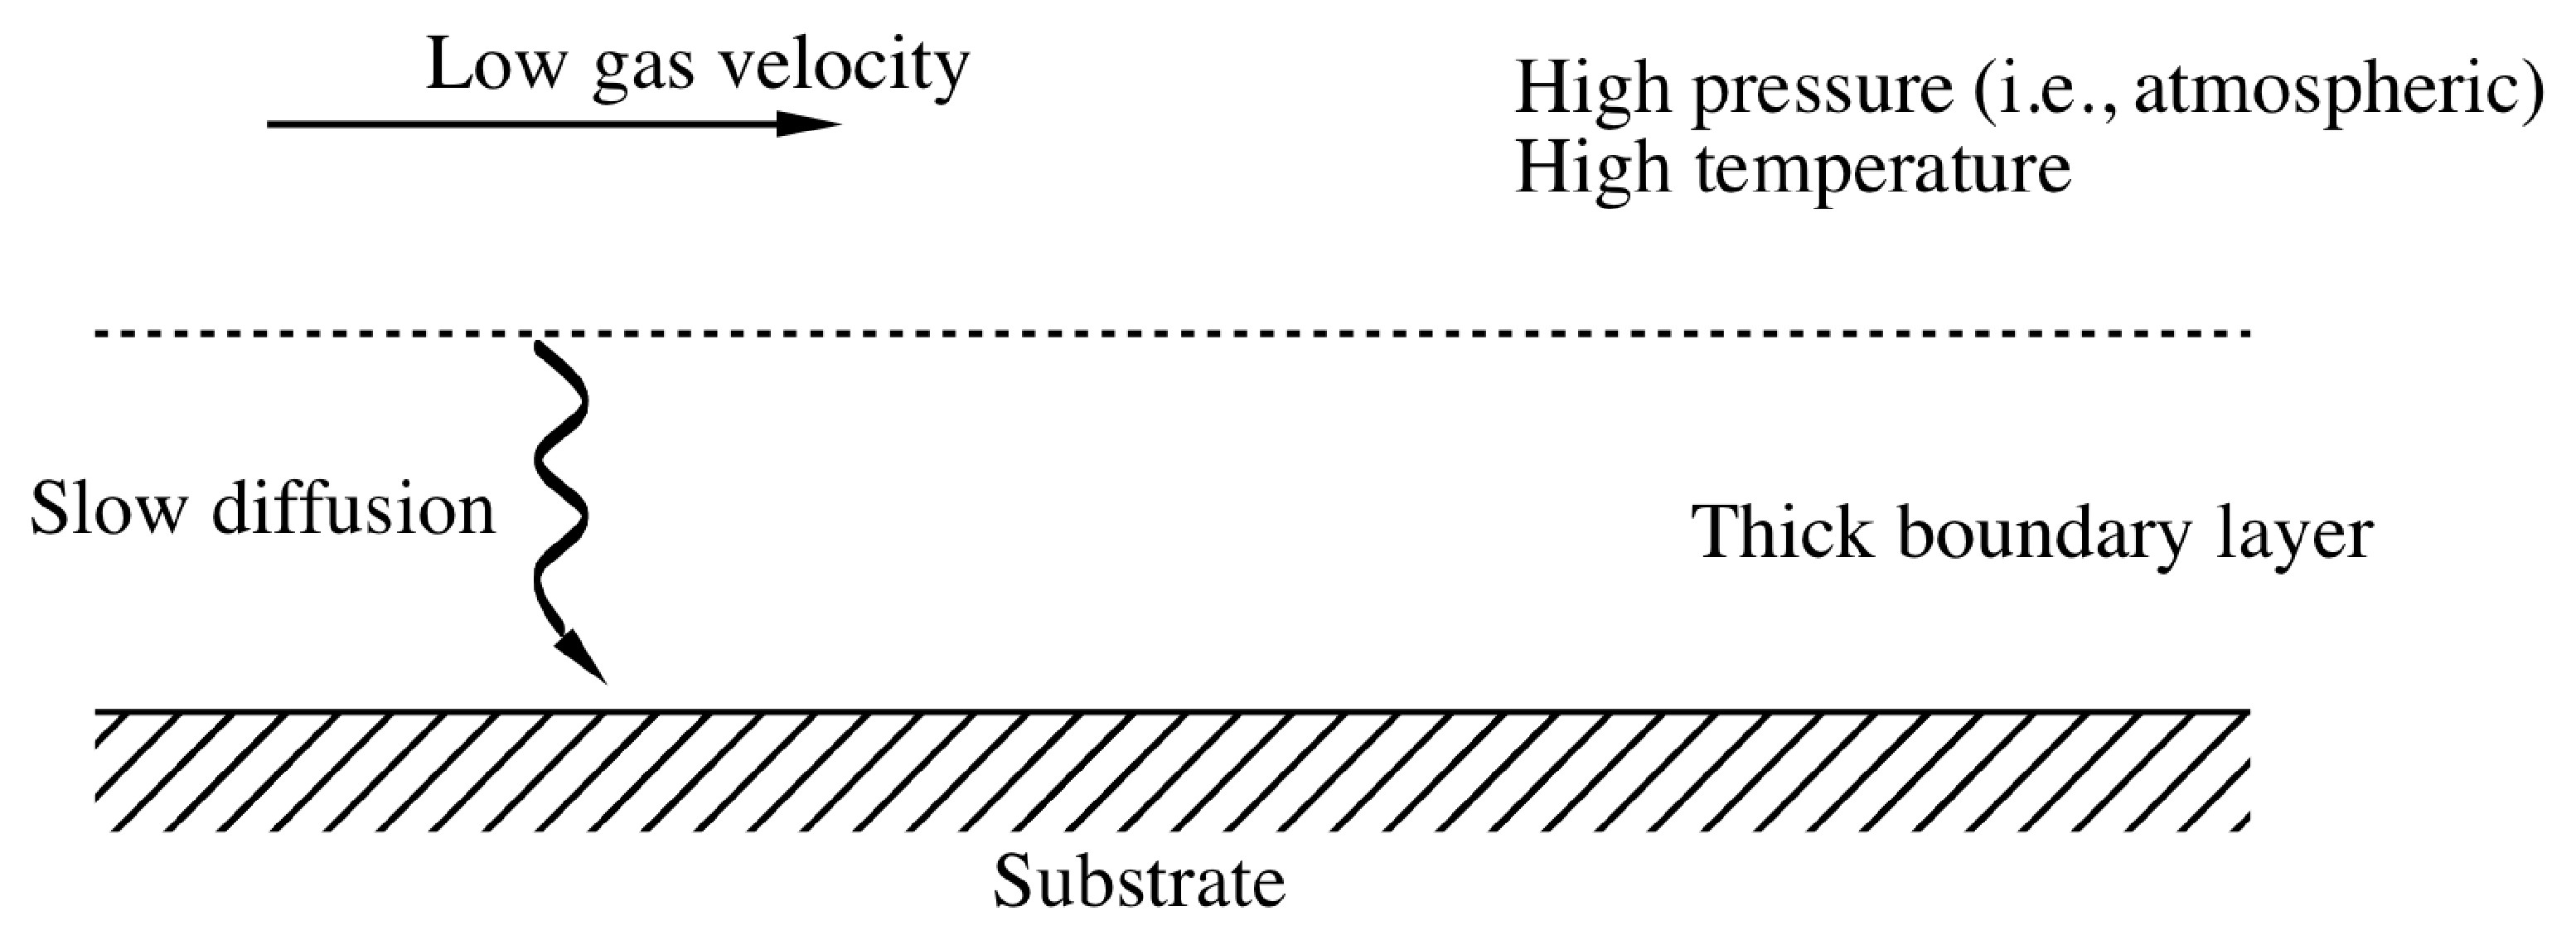 Low gas velocity
High pressure (i.e., atmospheric)
High temperature
Slow diffusion
Thick boundary layer
Substrate